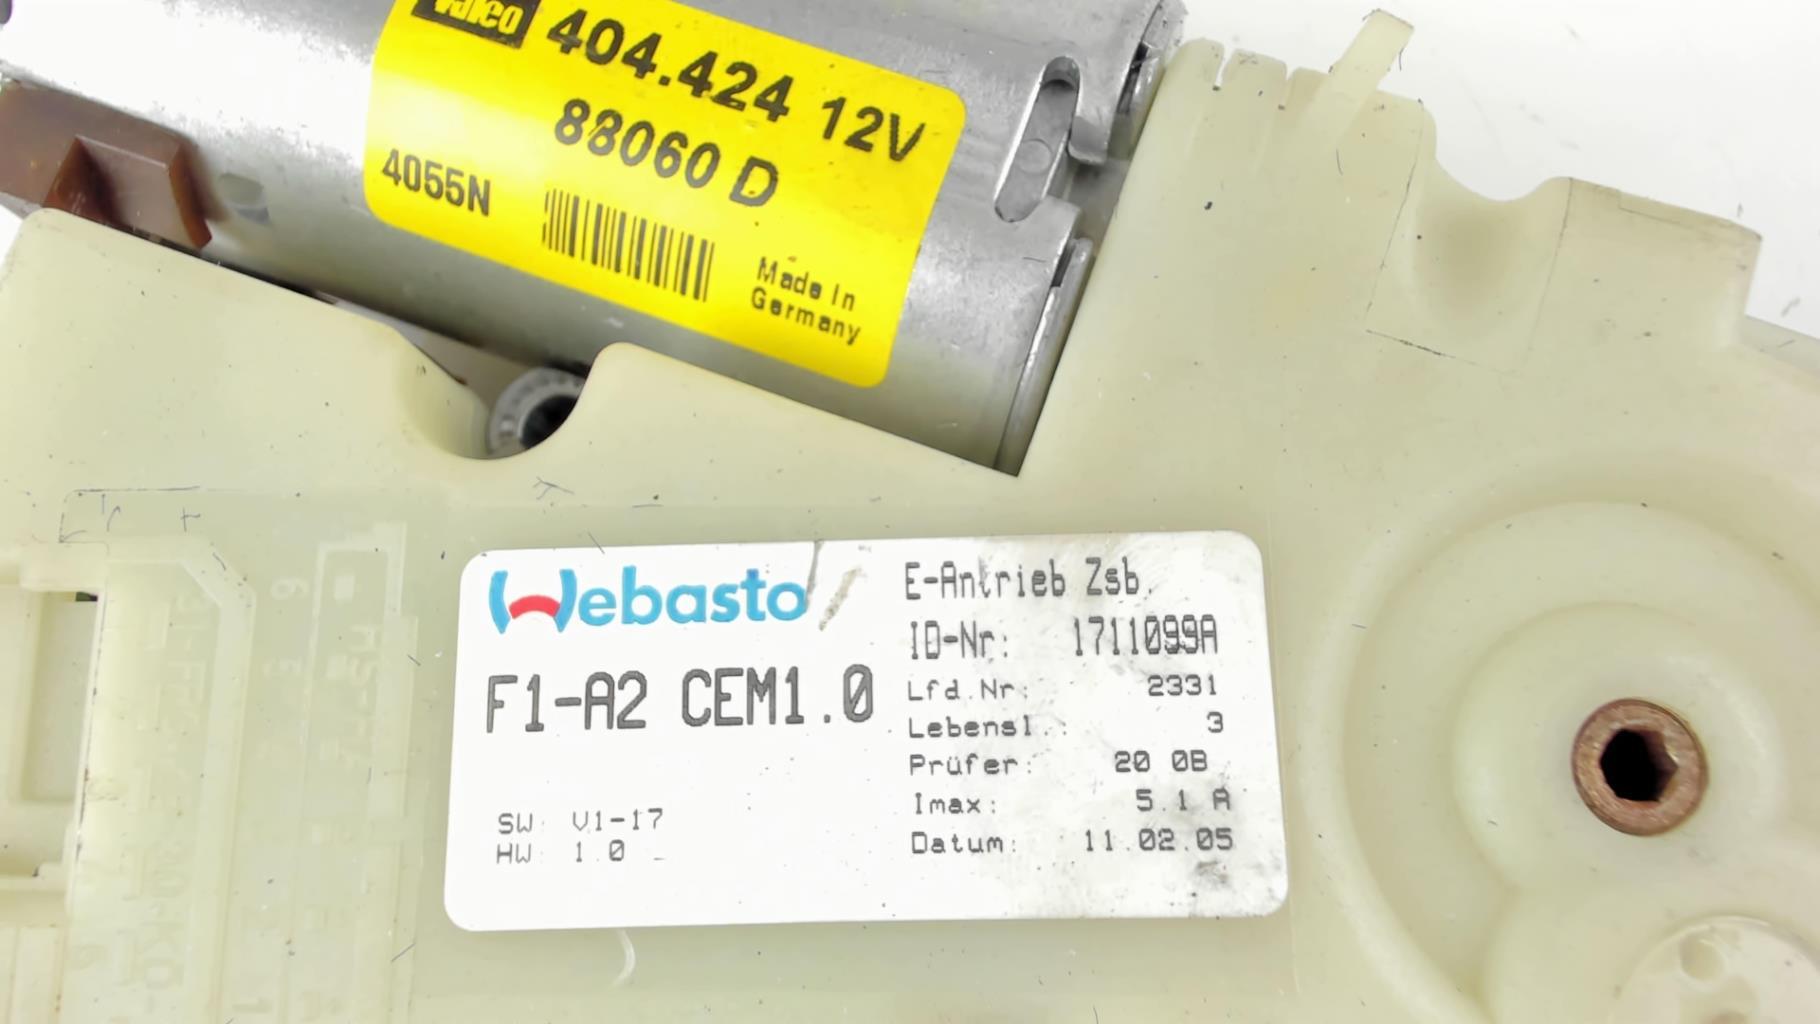 Valeo
404.424 12V
88060 D
4055N
Made in
Germany
Webasto
F1-A2 CEM1.0
SW: V1-17
HW: 1.0
E-Antrieb Zsb.
ID-Nr: 1711099A
Lfd.Nr: 2331
Lebensl.: 3
Prüfer: 20 0B
Imax: 5.1 A
Datum: 11.02.05